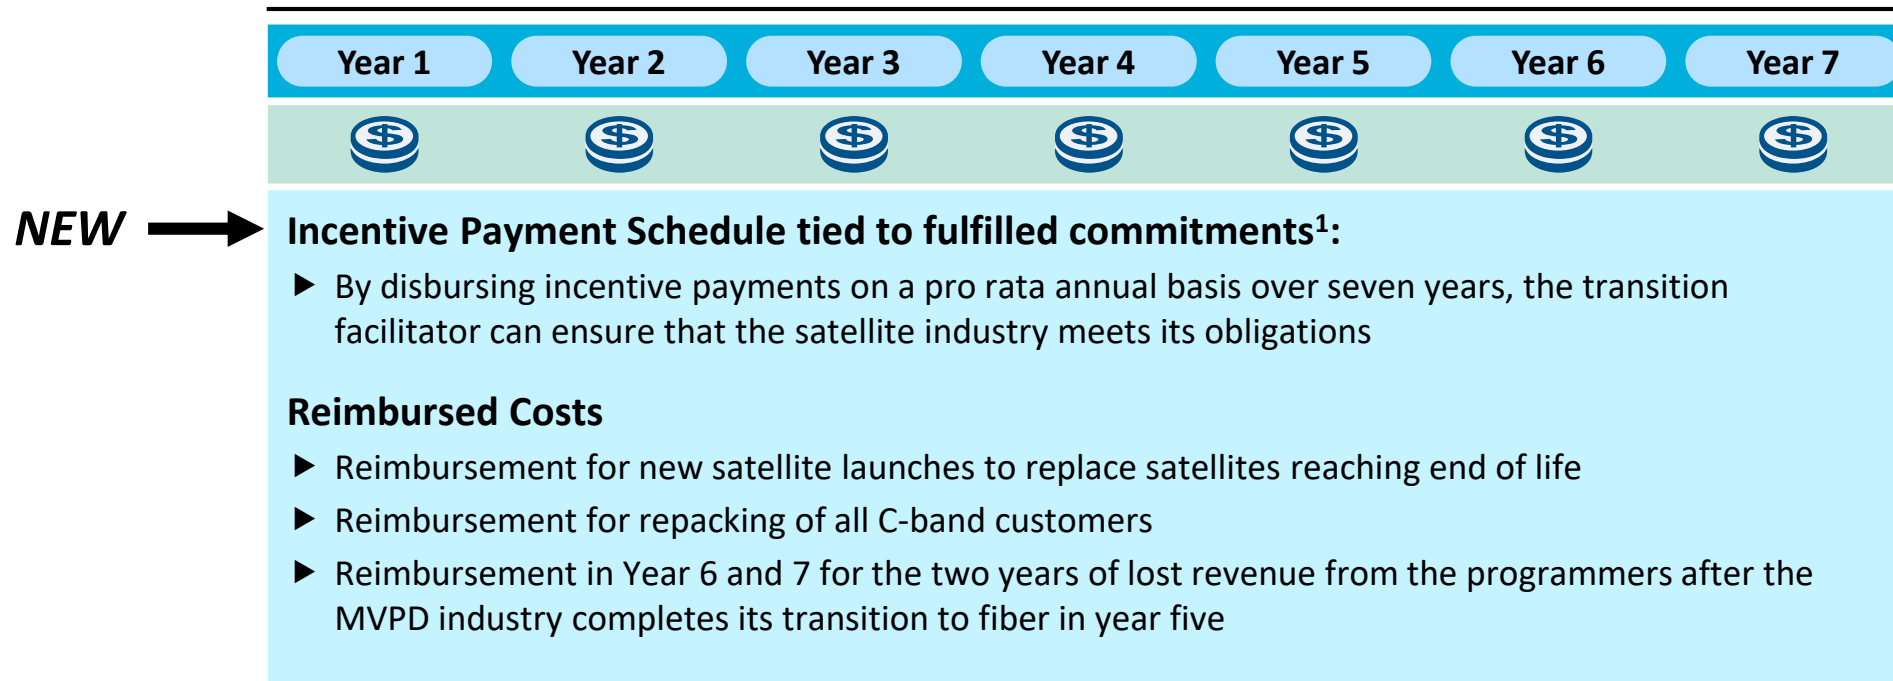 Year 1 Year 2 Year 3 Year 4 Year 5 Year 6 Year 7
$ $ $ $ $ $ $
NEW
Incentive Payment Schedule tied to fulfilled commitments¹:
▶ By disbursing incentive payments on a pro rata annual basis over seven years, the transition
facilitator can ensure that the satellite industry meets its obligations
Reimbursed Costs
▶ Reimbursement for new satellite launches to replace satellites reaching end of life
▶ Reimbursement for repacking of all C-band customers
▶ Reimbursement in Year 6 and 7 for the two years of lost revenue from the programmers after the
MVPD industry completes its transition to fiber in year five